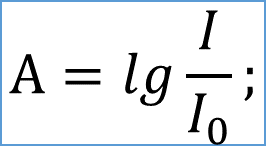 A = lg I/I₀;